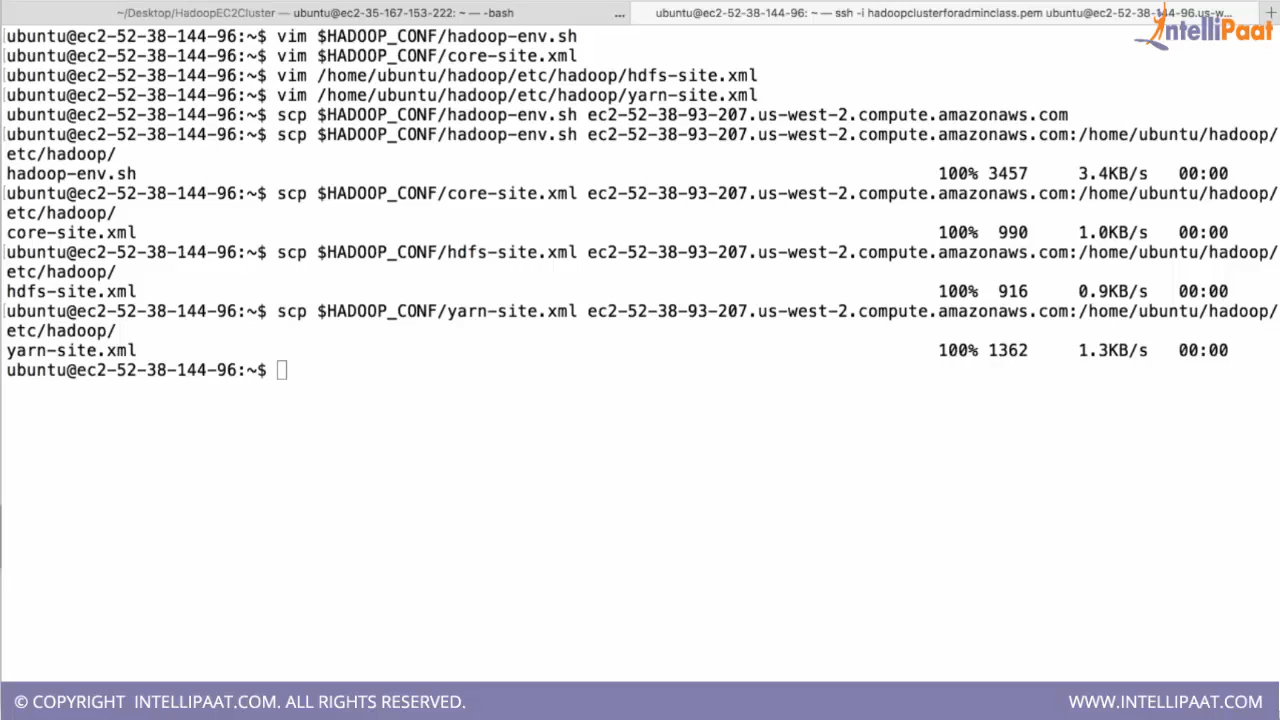 ~/Desktop/HadoopEC2Cluster — ubuntu@ec2-35-167-153-222: ~ — -bash ... ubuntu@ec2-52-38-144-96: ~ — ssh -i hadoopclusterforadminclass.pem ubuntu@ec2-52-38-144-96.us-w... +
IntelliPaat
ubuntu@ec2-52-38-144-96:~$ vim $HADOOP_CONF/hadoop-env.sh
ubuntu@ec2-52-38-144-96:~$ vim $HADOOP_CONF/core-site.xml
ubuntu@ec2-52-38-144-96:~$ vim /home/ubuntu/hadoop/etc/hadoop/hdfs-site.xml
ubuntu@ec2-52-38-144-96:~$ vim /home/ubuntu/hadoop/etc/hadoop/yarn-site.xml
ubuntu@ec2-52-38-144-96:~$ scp $HADOOP_CONF/hadoop-env.sh ec2-52-38-93-207.us-west-2.compute.amazonaws.com
ubuntu@ec2-52-38-144-96:~$ scp $HADOOP_CONF/hadoop-env.sh ec2-52-38-93-207.us-west-2.compute.amazonaws.com:/home/ubuntu/hadoop/
etc/hadoop/
hadoop-env.sh 100% 3457 3.4KB/s 00:00
ubuntu@ec2-52-38-144-96:~$ scp $HADOOP_CONF/core-site.xml ec2-52-38-93-207.us-west-2.compute.amazonaws.com:/home/ubuntu/hadoop/
etc/hadoop/
core-site.xml 100% 990 1.0KB/s 00:00
ubuntu@ec2-52-38-144-96:~$ scp $HADOOP_CONF/hdfs-site.xml ec2-52-38-93-207.us-west-2.compute.amazonaws.com:/home/ubuntu/hadoop/
etc/hadoop/
hdfs-site.xml 100% 916 0.9KB/s 00:00
ubuntu@ec2-52-38-144-96:~$ scp $HADOOP_CONF/yarn-site.xml ec2-52-38-93-207.us-west-2.compute.amazonaws.com:/home/ubuntu/hadoop/
etc/hadoop/
yarn-site.xml 100% 1362 1.3KB/s 00:00
ubuntu@ec2-52-38-144-96:~$
© COPYRIGHT INTELLIPAAT.COM. ALL RIGHTS RESERVED. WWW.INTELLIPAAT.COM